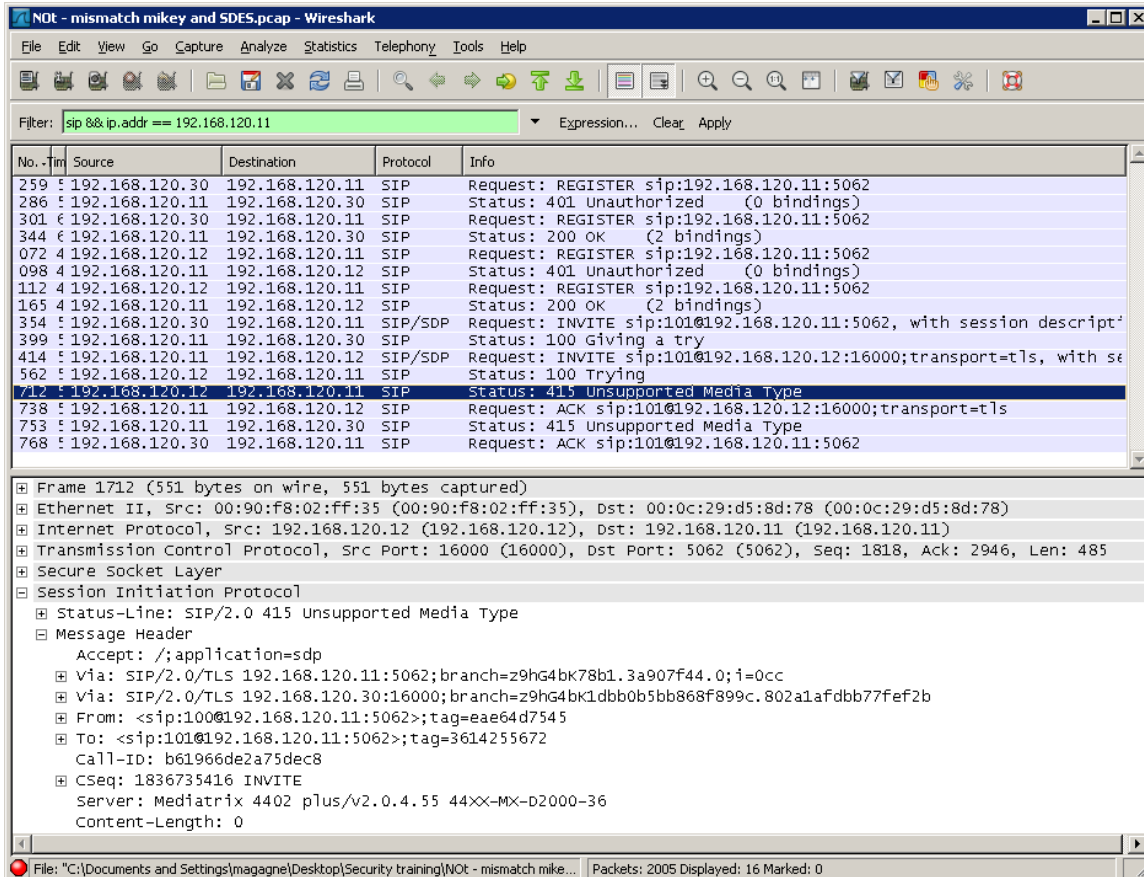 NOt - mismatch mikey and SDES.pcap - Wireshark
File Edit View Go Capture Analyze Statistics Telephony Tools Help
Filter: sip && ip.addr == 192.168.120.11 Expression... Clear Apply
No. Tim Source Destination Protocol Info
259 5 192.168.120.30 192.168.120.11 SIP Request: REGISTER sip:192.168.120.11:5062
286 5 192.168.120.11 192.168.120.30 SIP Status: 401 Unauthorized (0 bindings)
301 6 192.168.120.30 192.168.120.11 SIP Request: REGISTER sip:192.168.120.11:5062
344 6 192.168.120.11 192.168.120.30 SIP Status: 200 OK (2 bindings)
072 4 192.168.120.12 192.168.120.11 SIP Request: REGISTER sip:192.168.120.11:5062
098 4 192.168.120.11 192.168.120.12 SIP Status: 401 Unauthorized (0 bindings)
112 4 192.168.120.12 192.168.120.11 SIP Request: REGISTER sip:192.168.120.11:5062
165 4 192.168.120.11 192.168.120.12 SIP Status: 200 OK (2 bindings)
354 5 192.168.120.30 192.168.120.11 SIP/SDP Request: INVITE sip:101@192.168.120.11:5062, with session descript
399 5 192.168.120.11 192.168.120.30 SIP Status: 100 Giving a try
414 5 192.168.120.11 192.168.120.12 SIP/SDP Request: INVITE sip:101@192.168.120.12:16000;transport=tls, with se
562 5 192.168.120.12 192.168.120.11 SIP Status: 100 Trying
712 5 192.168.120.12 192.168.120.11 SIP Status: 415 Unsupported Media Type
738 5 192.168.120.11 192.168.120.12 SIP Request: ACK sip:101@192.168.120.12:16000;transport=tls
753 5 192.168.120.11 192.168.120.30 SIP Status: 415 Unsupported Media Type
768 5 192.168.120.30 192.168.120.11 SIP Request: ACK sip:101@192.168.120.11:5062
Frame 1712 (551 bytes on wire, 551 bytes captured)
Ethernet II, Src: 00:90:f8:02:ff:35 (00:90:f8:02:ff:35), Dst: 00:0c:29:d5:8d:78 (00:0c:29:d5:8d:78)
Internet Protocol, Src: 192.168.120.12 (192.168.120.12), Dst: 192.168.120.11 (192.168.120.11)
Transmission Control Protocol, Src Port: 16000 (16000), Dst Port: 5062 (5062), Seq: 1818, Ack: 2946, Len: 485
Secure Socket Layer
Session Initiation Protocol
Status-Line: SIP/2.0 415 Unsupported Media Type
Message Header
Accept: /;application=sdp
Via: SIP/2.0/TLS 192.168.120.11:5062;branch=z9hG4bK78b1.3a907f44.0;i=0cc
Via: SIP/2.0/TLS 192.168.120.30:16000;branch=z9hG4bK1dbb0b5bb868f899c.802a1afdbb77fef2b
From: <sip:100@192.168.120.11:5062>;tag=eae64d7545
To: <sip:101@192.168.120.11:5062>;tag=3614255672
Call-ID: b61966de2a75dec8
CSeq: 1836735416 INVITE
Server: Mediatrix 4402 plus/v2.0.4.55 44XX-MX-D2000-36
Content-Length: 0
File: "C:\Documents and Settings\magagne\Desktop\Security training\NOt - mismatch mike... Packets: 2005 Displayed: 16 Marked: 0